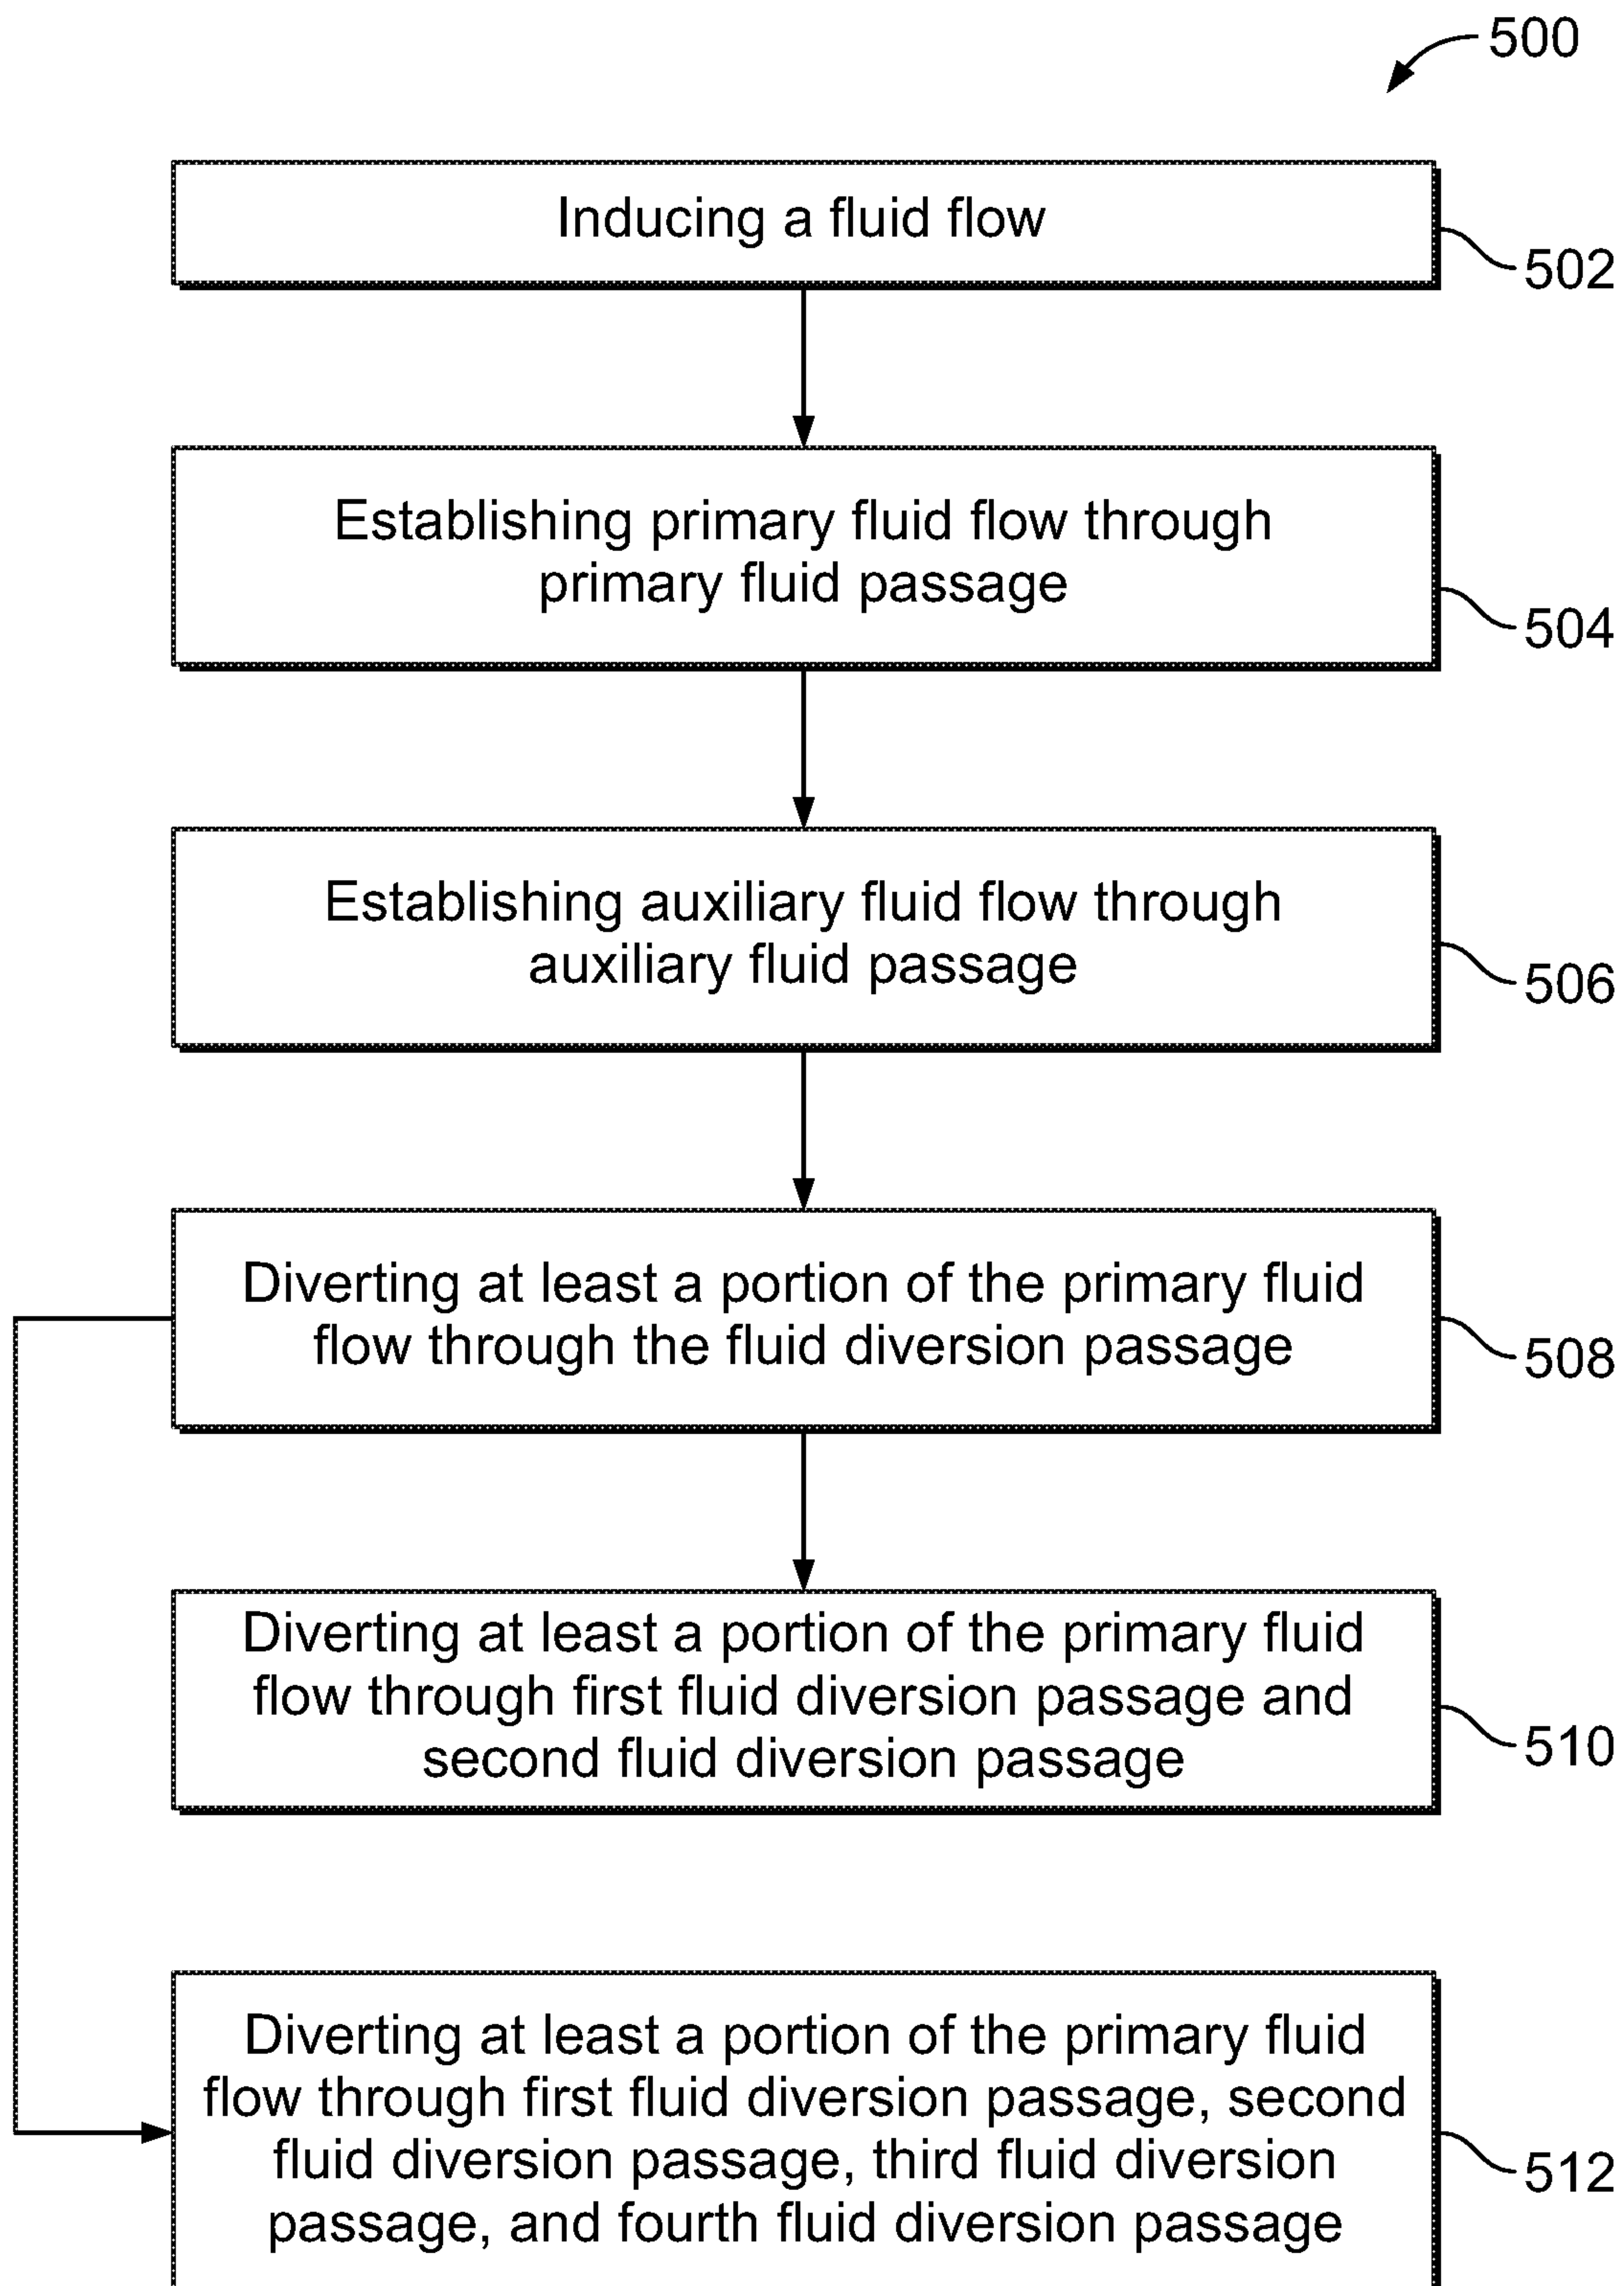 500
Inducing a fluid flow
502
Establishing primary fluid flow through
primary fluid passage
504
Establishing auxiliary fluid flow through
auxiliary fluid passage
506
Diverting at least a portion of the primary fluid
flow through the fluid diversion passage
508
Diverting at least a portion of the primary fluid
flow through first fluid diversion passage and
second fluid diversion passage
510
Diverting at least a portion of the primary fluid
flow through first fluid diversion passage, second
fluid diversion passage, third fluid diversion
passage, and fourth fluid diversion passage
512